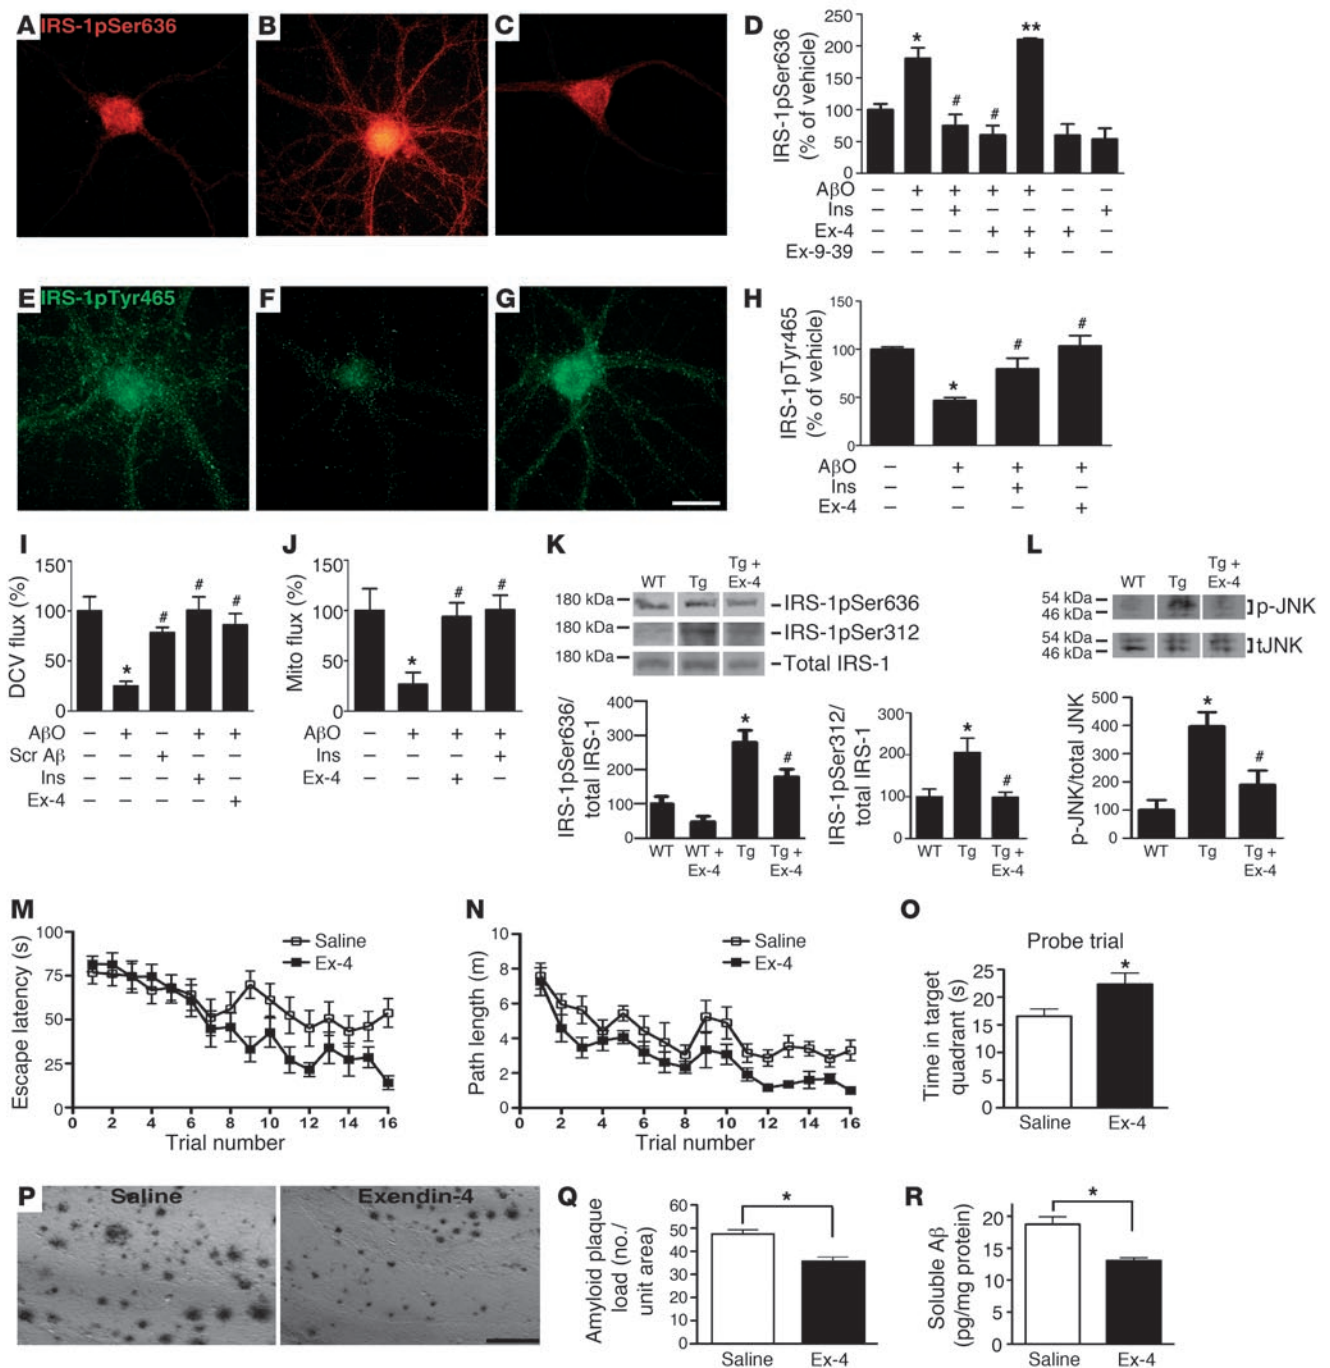 A IRS-1pSer636
B
C
D
IRS-1pSer636
(% of vehicle)
250
200
150
100
50
0
* # # **
AβO – + + + + – –
Ins – – + – – – +
Ex-4 – – – + + + –
Ex-9-39 – – – – + – –
E IRS-1pTyr465
F
G
H
IRS-1pTyr465
(% of vehicle)
150
100
50
0
* # #
AβO – + + +
Ins – – + –
Ex-4 – – – +
I
DCV flux (%)
150
100
50
0
* # # #
AβO – + – + +
Scr Aβ – – + – –
Ins – – – + –
Ex-4 – – – – +
J
Mito flux (%)
150
100
50
0
* # #
AβO – + + +
Ins – – – +
Ex-4 – – + –
K
WT Tg Tg +
Ex-4
180 kDa IRS-1pSer636
180 kDa IRS-1pSer312
180 kDa Total IRS-1
IRS-1pSer636/
total IRS-1
400
300
200
100
0
* #
WT WT +
Ex-4 Tg Tg +
Ex-4
IRS-1pSer312/
total IRS-1
300
200
100
0
* #
WT Tg Tg +
Ex-4
L
WT Tg Tg +
Ex-4
54 kDa
46 kDa p-JNK
54 kDa
46 kDa tJNK
p-JNK/total JNK
500
400
300
200
100
0
* #
WT Tg Tg +
Ex-4
M
Escape latency (s)
100
75
50
25
0
Saline
Ex-4
0 2 4 6 8 10 12 14 16
Trial number
N
Path length (m)
10
8
6
4
2
0
Saline
Ex-4
0 2 4 6 8 10 12 14 16
Trial number
O
Probe trial
Time in target
quadrant (s)
25
20
15
10
5
0
*
Saline Ex-4
P Saline Exendin-4
Q
Amyloid plaque
load (no./
unit area)
60
50
40
30
20
10
0
*
Saline Ex-4
R
Soluble Aβ
(pg/mg protein)
20
15
10
5
0
*
Saline Ex-4